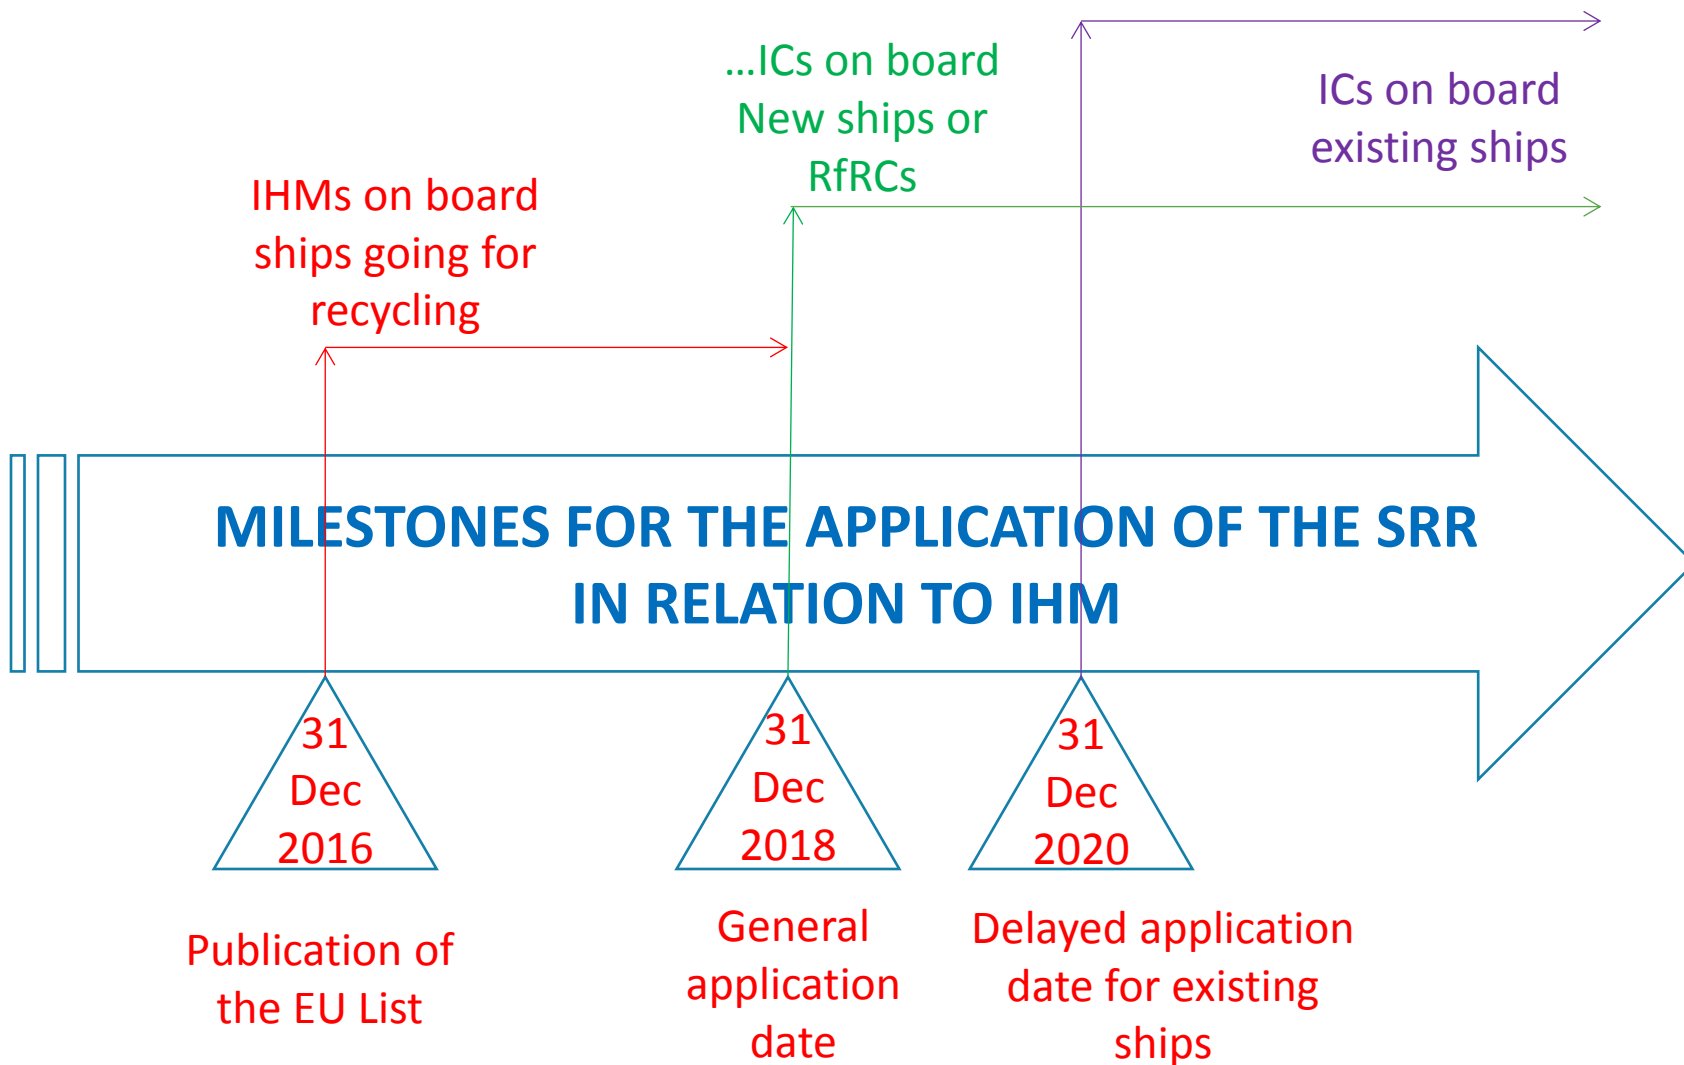 ...ICs on board
New ships or
RfRCs
ICs on board
existing ships
IHMs on board
ships going for
recycling
MILESTONES FOR THE APPLICATION OF THE SRR
IN RELATION TO IHM
31
Dec
2016
31
Dec
2018
31
Dec
2020
Publication of
the EU List
General
application
date
Delayed application
date for existing
ships